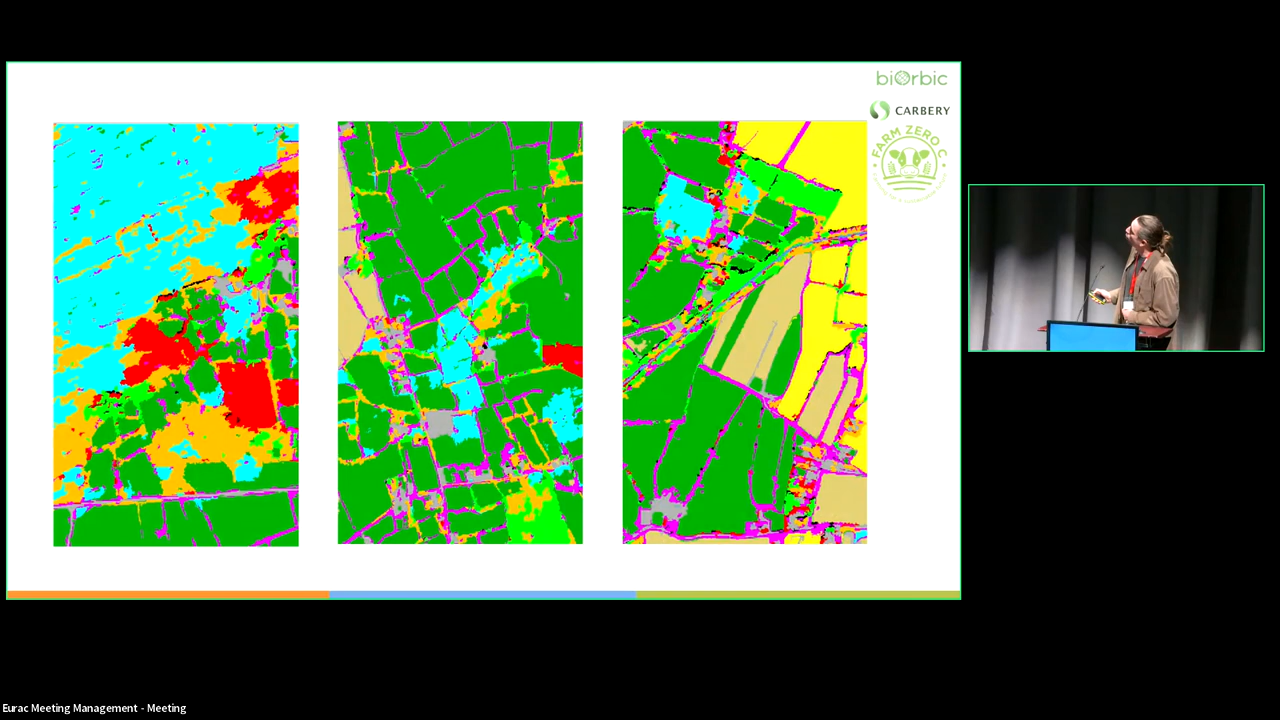 biOrbic
CARBERY
FARM ZERO C
Eurac Meeting Management - Meeting